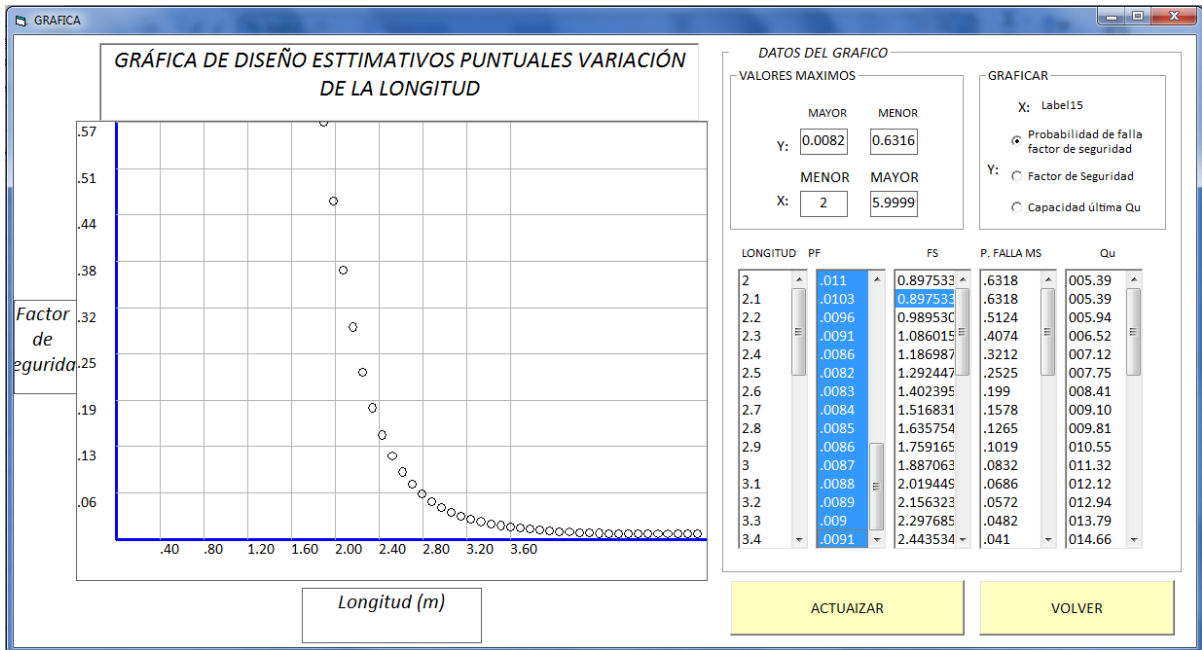 GRAFICA
GRÁFICA DE DISEÑO ESTTIMATIVOS PUNTUALES VARIACIÓN
DE LA LONGITUD
.57
.51
.44
.38
.32
.25
.19
.13
.06
Factor
de
egurida
.40 .80 1.20 1.60 2.00 2.40 2.80 3.20 3.60
Longitud (m)
DATOS DEL GRAFICO
VALORES MAXIMOS
MAYOR MENOR
Y: 0.0082 0.6316
MENOR MAYOR
X: 2 5.9999
GRAFICAR
X: Label15
Y:
Probabilidad de falla
factor de seguridad
Factor de Seguridad
Capacidad última Qu
LONGITUD PF FS P. FALLA MS Qu
2 .011 0.897533 .6318 005.39
2.1 .0103 0.897533 .6318 005.39
2.2 .0096 0.989530 .5124 005.94
2.3 .0091 1.086015 .4074 006.52
2.4 .0086 1.186987 .3212 007.12
2.5 .0082 1.292447 .2525 007.75
2.6 .0083 1.402395 .199 008.41
2.7 .0084 1.516831 .1578 009.10
2.8 .0085 1.635754 .1265 009.81
2.9 .0086 1.759165 .1019 010.55
3 .0087 1.887063 .0832 011.32
3.1 .0088 2.019449 .0686 012.12
3.2 .0089 2.156323 .0572 012.94
3.3 .009 2.297685 .0482 013.79
3.4 .0091 2.443534 .041 014.66
ACTUAIZAR
VOLVER